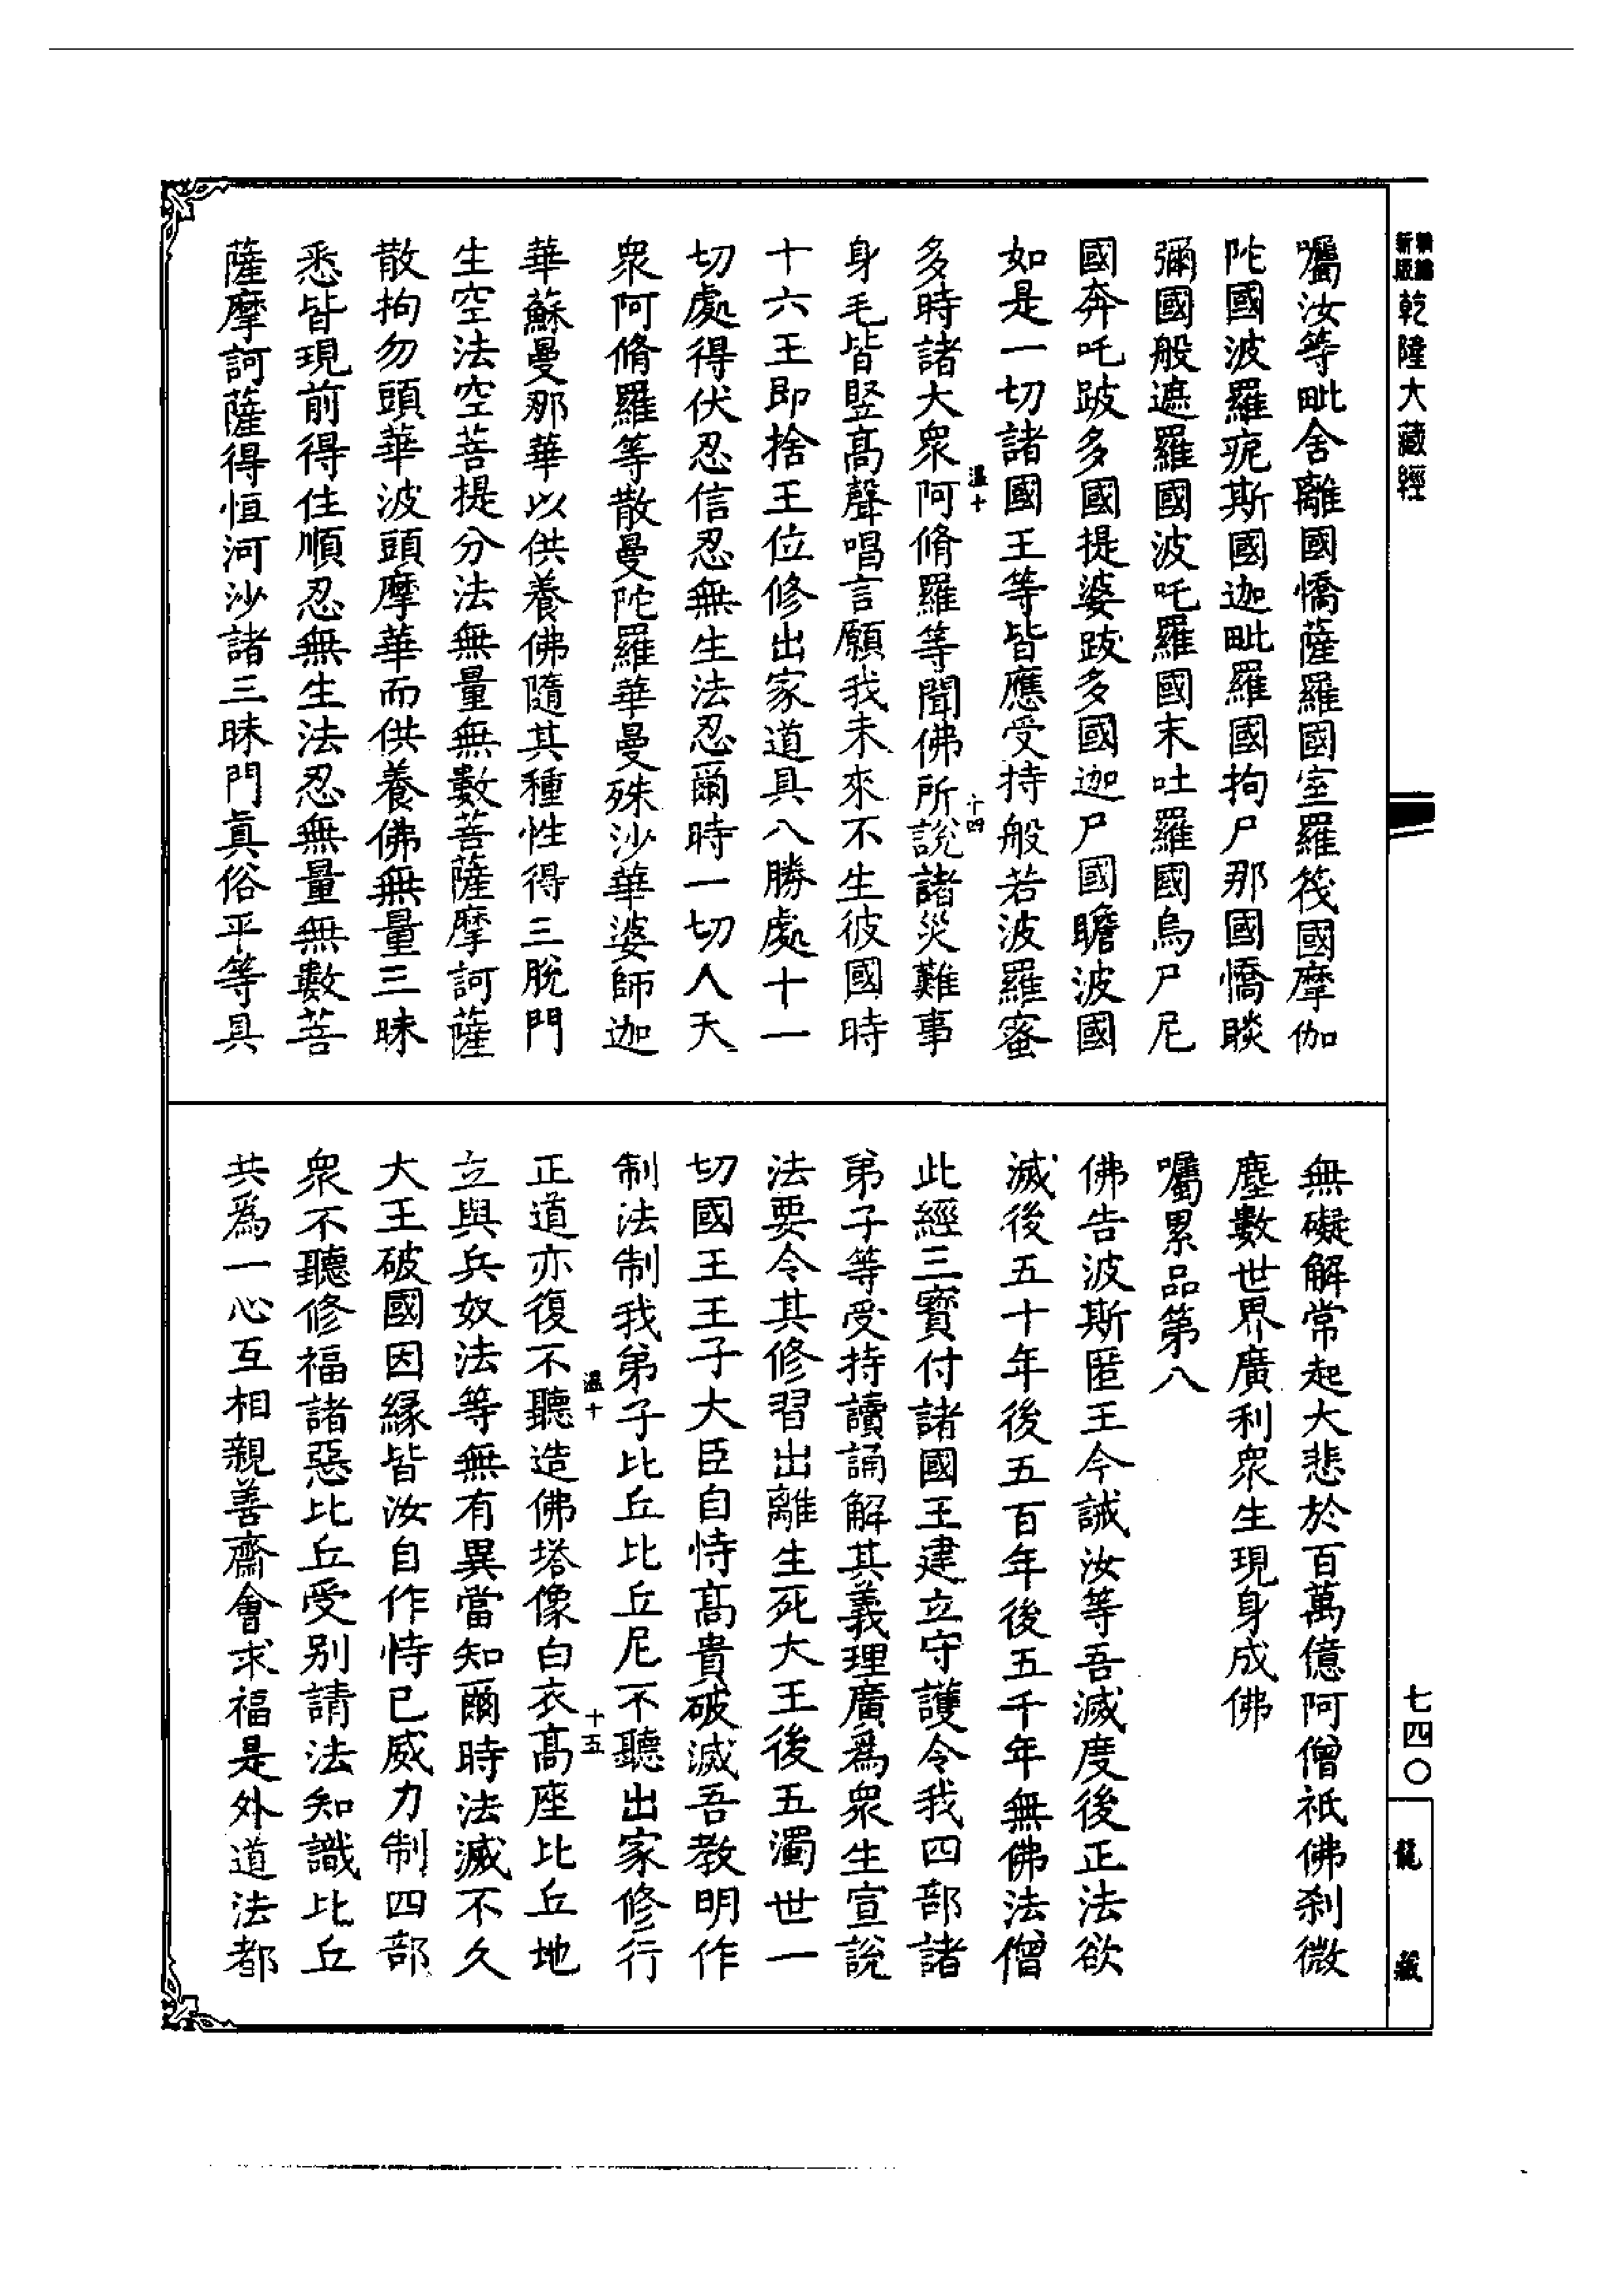 新編縮版
乾隆大藏經
囑汝等毗舍離國憍薩羅國室羅筏國摩伽
陀國波羅痆斯國迦毗羅國拘尸那國憍睒
彌國般遮羅國波吒羅國末吐羅國烏尸尼
國奔吒跋多國提婆跋多國迦尸國瞻波國
如是一切諸國王等皆應受持般若波羅蜜
多時諸大衆阿脩羅等聞佛所說諸災難事
溫十
十四
身毛皆竪高聲唱言願我未來不生彼國時
十六王即捨王位修出家道具八勝處十一
切處得伏忍信忍無生法忍爾時一切人天
衆阿脩羅等散曼陀羅華曼殊沙華婆師迦
華蘇曼那華以供養佛隨其種性得三脫門
生空法空菩提分法無量無數菩薩摩訶薩
散拘勿頭華波頭摩華而供養佛無量三昧
悉皆現前得住順忍無生法忍無量無數菩
薩摩訶薩得恒河沙諸三昧門眞俗平等具
無礙解常起大悲於百萬億阿僧祇佛刹微
塵數世界廣利衆生現身成佛
囑累品第八
佛告波斯匿王今誡汝等吾滅度後正法欲
滅後五十年後五百年後五千年無佛法僧
此經三寶付諸國王建立守護令我四部諸
弟子等受持讀誦解其義理廣爲衆生宣說
法要令其修習出離生死大王後五濁世一
切國王王子大臣自恃高貴破滅吾教明作
制法制我弟子比丘比丘尼不聽出家修行
溫十
十五
正道亦復不聽造佛塔像白衣高座比丘地
立與兵奴法等無有異當知爾時法滅不久
大王破國因緣皆汝自作恃已威力制四部
衆不聽修福諸惡比丘受别請法知識比丘
共爲一心互相親善齋會求福是外道法都
七四〇
龍藏